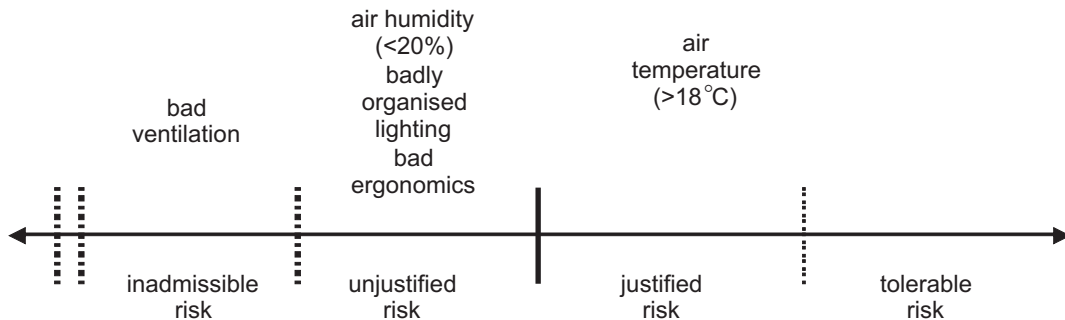 bad
ventilation
air humidity
(<20%)
badly
organised
lighting
bad
ergonomics
air
temperature
(>18°C)
inadmissible
risk
unjustified
risk
justified
risk
tolerable
risk